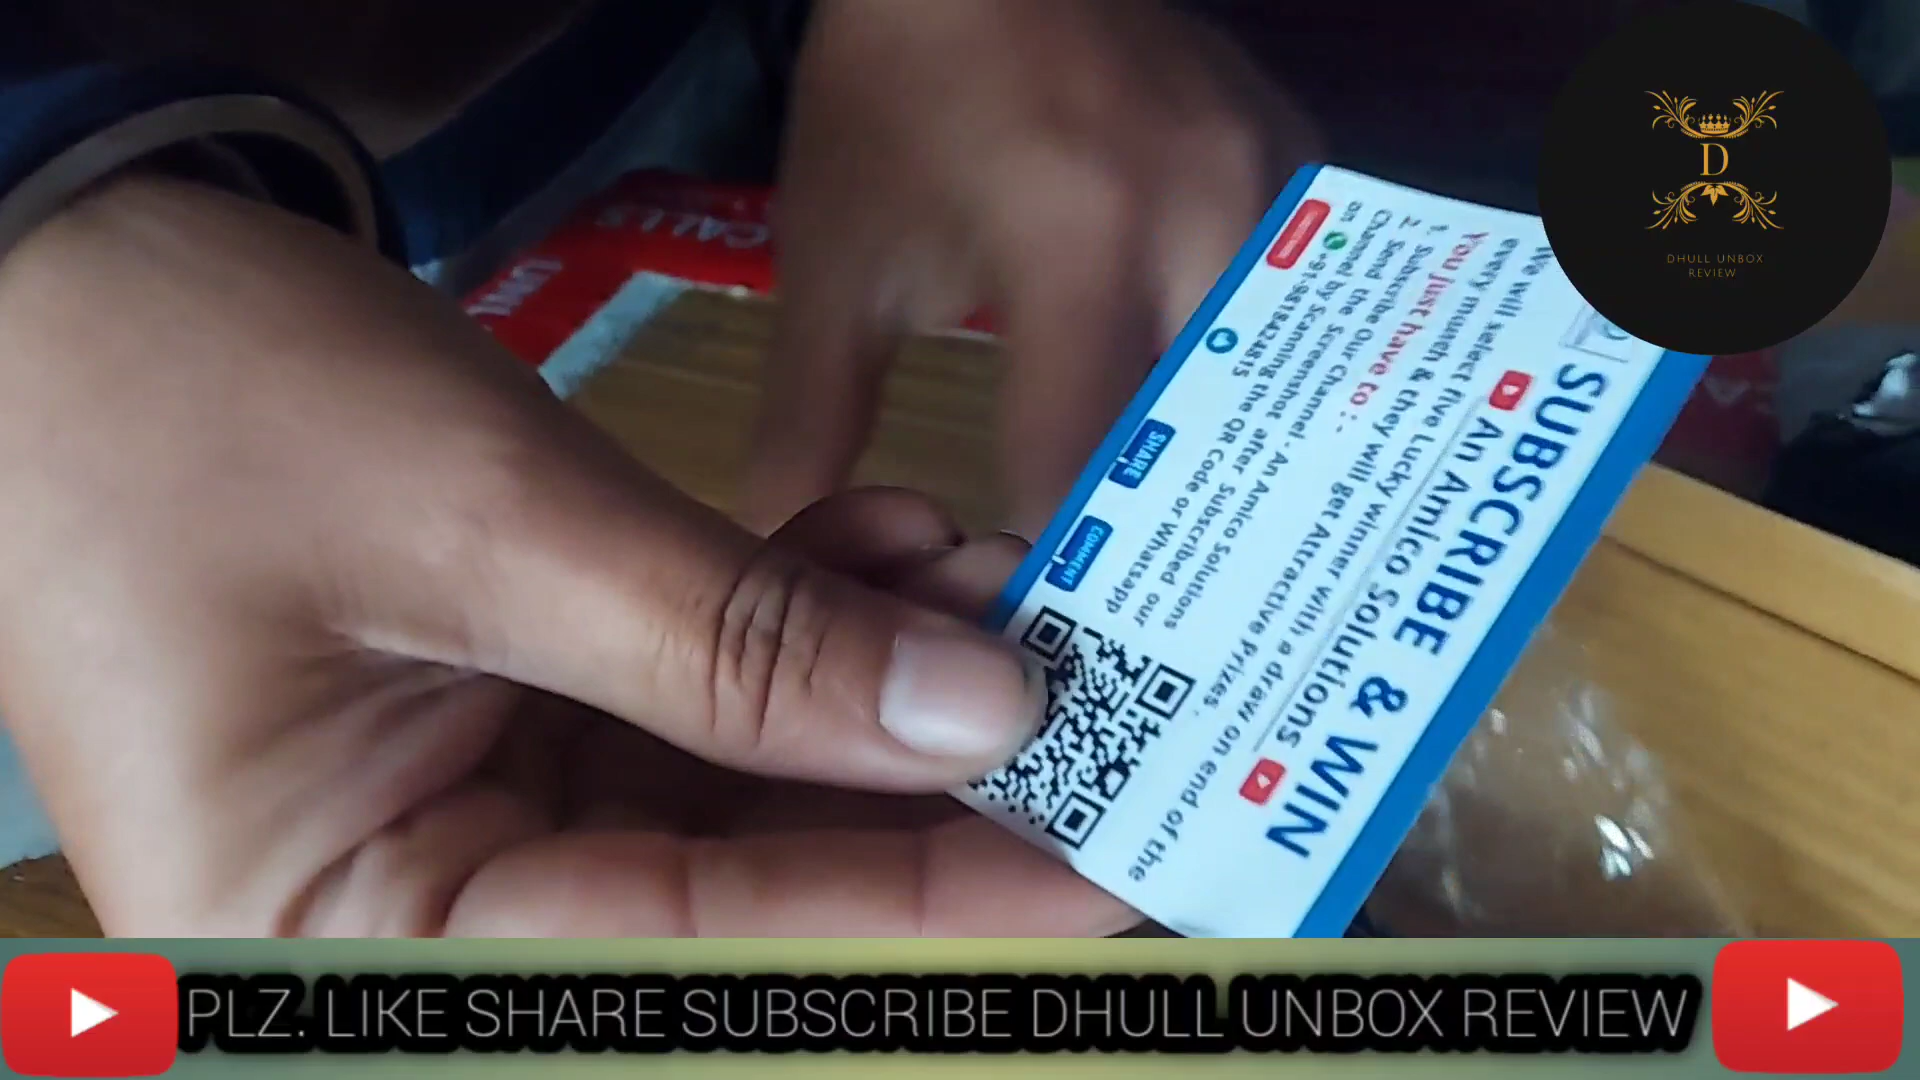 SUBSCRIBE & WIN
An Amico Solutions
We will select five Lucky winner with a draw on end of the
every mounth & they will get Attractive Prizes .
You just have to : -
1. Subscribe Our Channel - An Amico Solutions
2. Send the Screenshot after Subscribed our
Channel by Scanning the QR Code or Whatsapp
on +91-9818424815
SHARE
COMMENT
D
DHULL UNBOX
REVIEW
PLZ. LIKE SHARE SUBSCRIBE DHULL UNBOX REVIEW